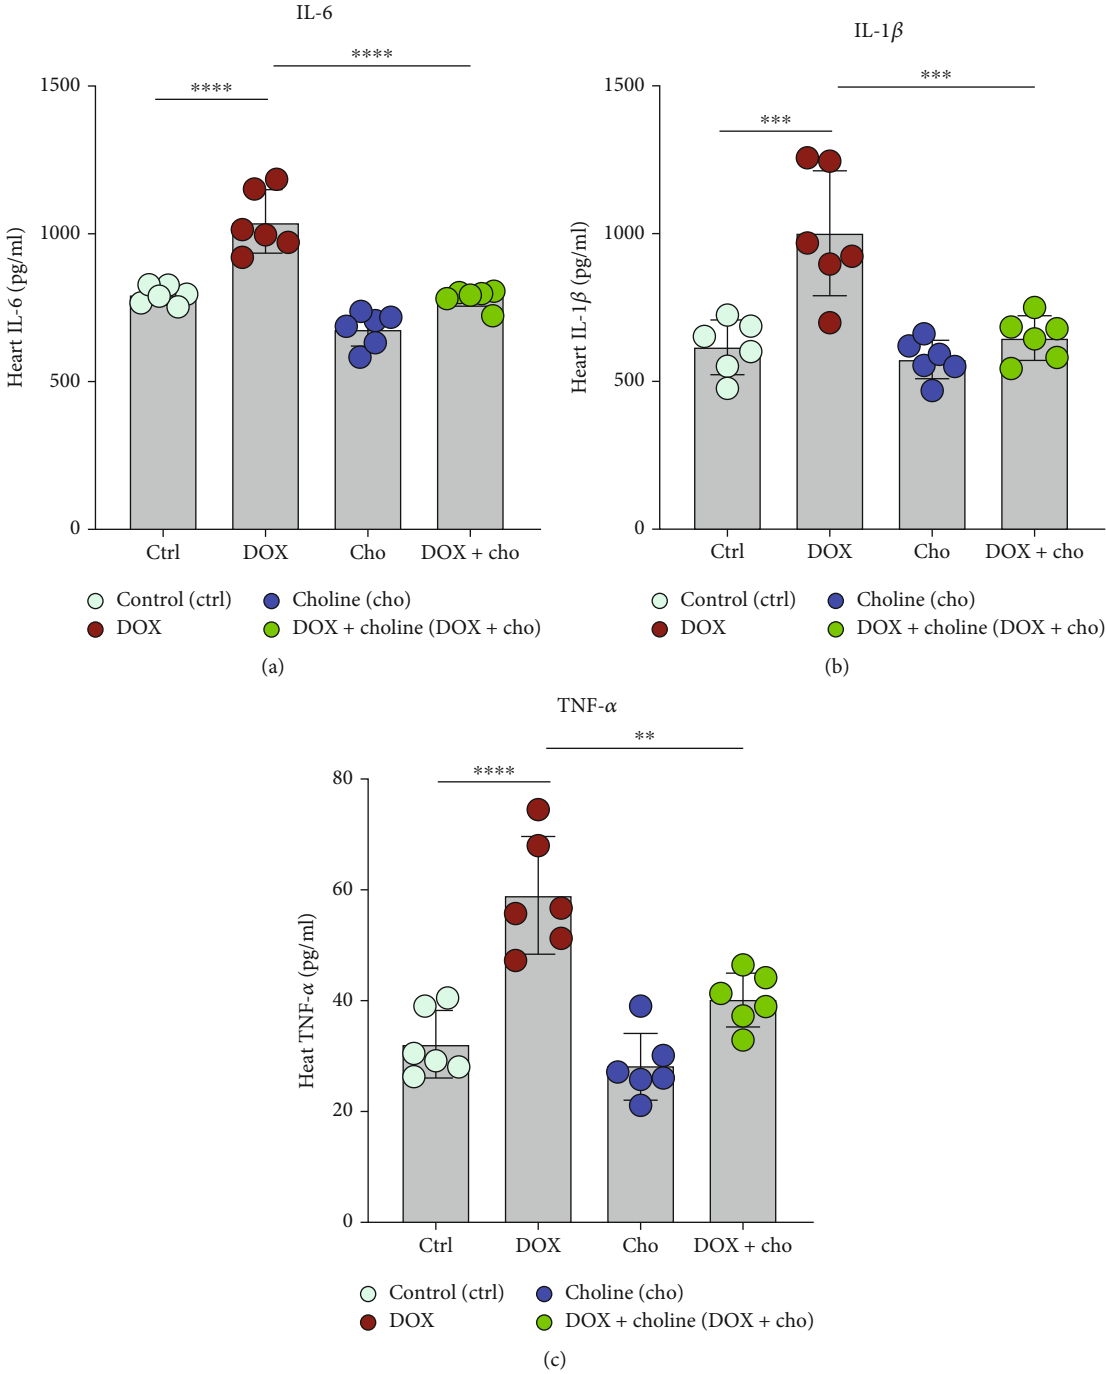 IL-6
****
****
1500
1000
500
0
Heart IL-6 (pg/ml)
Ctrl DOX Cho DOX + cho
Control (ctrl) Choline (cho)
DOX DOX + choline (DOX + cho)
(a)
IL-1β
***
***
1500
1000
500
0
Heart IL-1β (pg/ml)
Ctrl DOX Cho DOX + cho
Control (ctrl) Choline (cho)
DOX DOX + choline (DOX + cho)
(b)
TNF-α
**
****
80
60
40
20
0
Heat TNF-α (pg/ml)
Ctrl DOX Cho DOX + cho
Control (ctrl) Choline (cho)
DOX DOX + choline (DOX + cho)
(c)